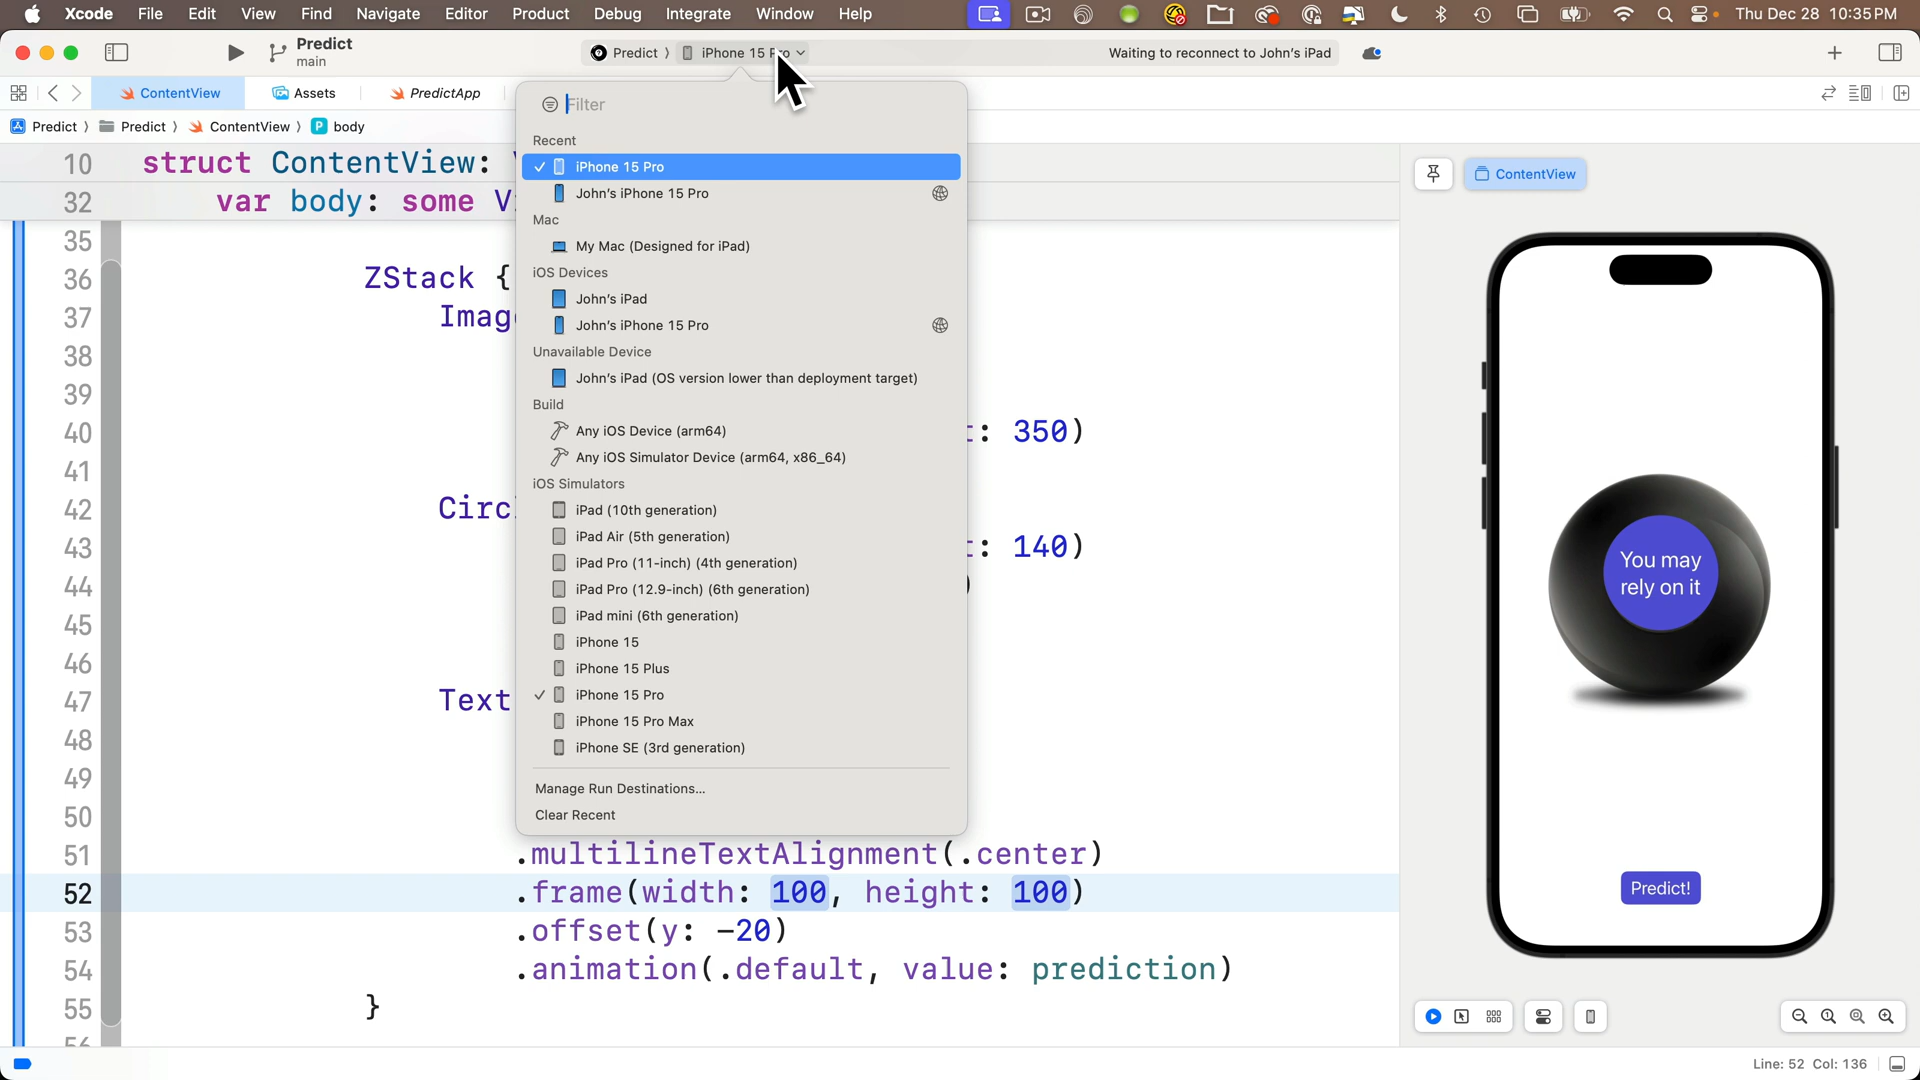 Xcode File Edit View Find Navigate Editor Product Debug Integrate Window Help Thu Dec 28 10:35 PM
Predict
main
Predict 〉 iPhone 15 Pro
Waiting to reconnect to John's iPad
ContentView Assets PredictApp
Predict 〉 Predict 〉 ContentView 〉 P body
10 struct ContentView:
32 var body: some
35
36 ZStack {
37
38
39
40 : 350)
41
42
43 : 140)
44 )
45
46
47 Text
48
49
50
51 .multilineTextAlignment(.center)
52 .frame(width: 100, height: 100)
53 .offset(y: -20)
54 .animation(.default, value: prediction)
55 }
56
Filter
Recent
iPhone 15 Pro
John's iPhone 15 Pro
Mac
My Mac (Designed for iPad)
iOS Devices
John's iPad
John's iPhone 15 Pro
Unavailable Device
John's iPad (OS version lower than deployment target)
Build
Any iOS Device (arm64)
Any iOS Simulator Device (arm64, x86_64)
iOS Simulators
iPad (10th generation)
iPad Air (5th generation)
iPad Pro (11-inch) (4th generation)
iPad Pro (12.9-inch) (6th generation)
iPad mini (6th generation)
iPhone 15
iPhone 15 Plus
iPhone 15 Pro
iPhone 15 Pro Max
iPhone SE (3rd generation)
Manage Run Destinations...
Clear Recent
ContentView
You may
rely on it
Predict!
Line: 52 Col: 136